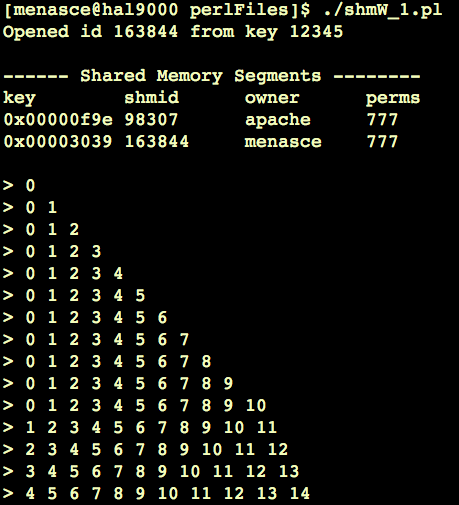 [menasce@hal9000 perlFiles]$ ./shmW_1.pl
Opened id 163844 from key 12345
------ Shared Memory Segments --------
key shmid owner perms
0x00000f9e 98307 apache 777
0x00003039 163844 menasce 777
> 0
> 0 1
> 0 1 2
> 0 1 2 3
> 0 1 2 3 4
> 0 1 2 3 4 5
> 0 1 2 3 4 5 6
> 0 1 2 3 4 5 6 7
> 0 1 2 3 4 5 6 7 8
> 0 1 2 3 4 5 6 7 8 9
> 0 1 2 3 4 5 6 7 8 9 10
> 1 2 3 4 5 6 7 8 9 10 11
> 2 3 4 5 6 7 8 9 10 11 12
> 3 4 5 6 7 8 9 10 11 12 13
> 4 5 6 7 8 9 10 11 12 13 14